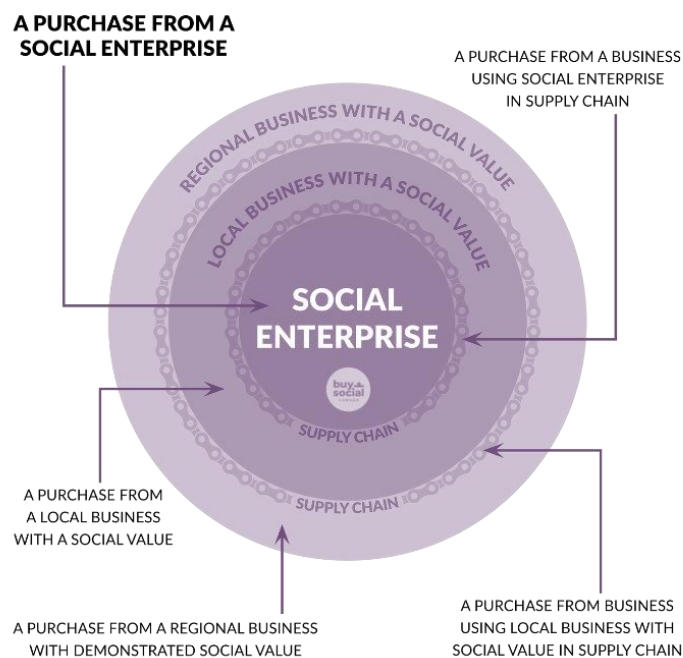 A PURCHASE FROM A
SOCIAL ENTERPRISE
A PURCHASE FROM A BUSINESS
USING SOCIAL ENTERPRISE
IN SUPPLY CHAIN
REGIONAL BUSINESS WITH A SOCIAL VALUE
LOCAL BUSINESS WITH A SOCIAL VALUE
SOCIAL
ENTERPRISE
buy
social
SUPPLY CHAIN
SUPPLY CHAIN
A PURCHASE FROM
A LOCAL BUSINESS
WITH A SOCIAL VALUE
A PURCHASE FROM A REGIONAL BUSINESS
WITH DEMONSTRATED SOCIAL VALUE
A PURCHASE FROM BUSINESS
USING LOCAL BUSINESS WITH
SOCIAL VALUE IN SUPPLY CHAIN